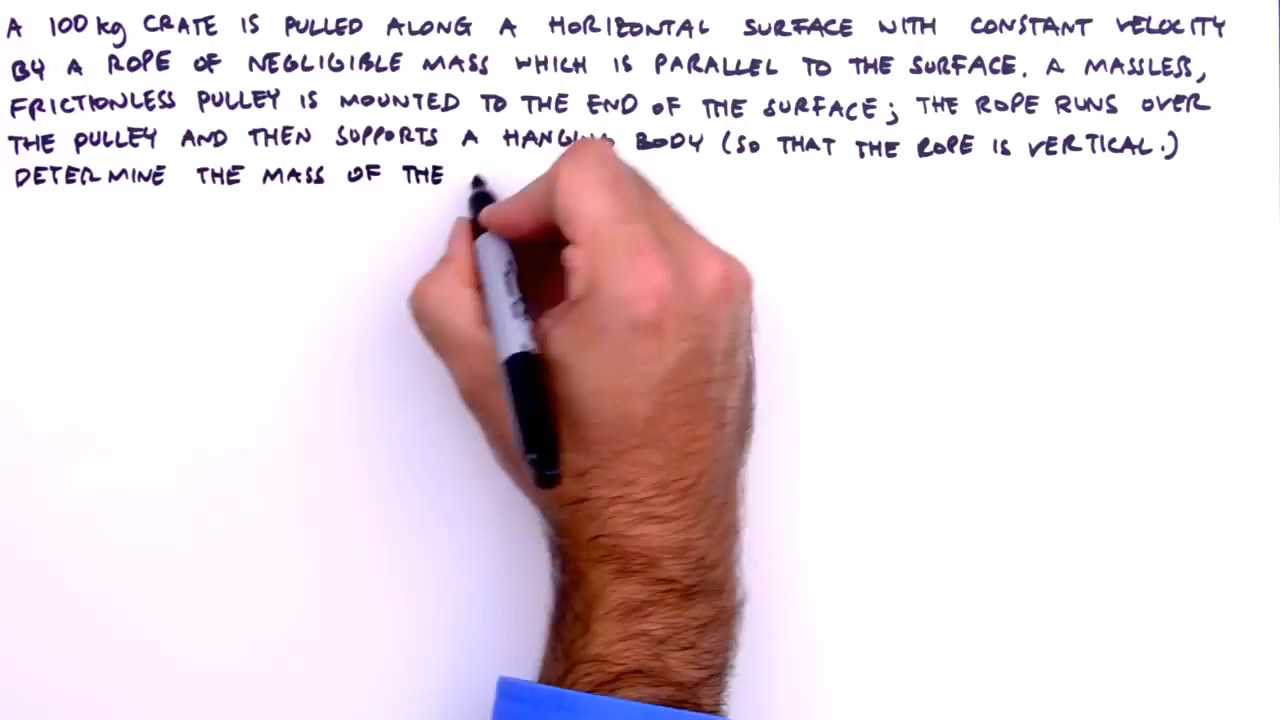 A 100 kg CRATE IS PULLED ALONG A HORIZONTAL SURFACE WITH CONSTANT VELOCITY
BY A ROPE OF NEGLIGIBLE MASS WHICH IS PARALLEL TO THE SURFACE. A MASSLESS,
FRICTIONLESS PULLEY IS MOUNTED TO THE END OF THE SURFACE; THE ROPE RUNS OVER
THE PULLEY AND THEN SUPPORTS A HANGING BODY (SO THAT THE ROPE IS VERTICAL.)
DETERMINE THE MASS OF THE